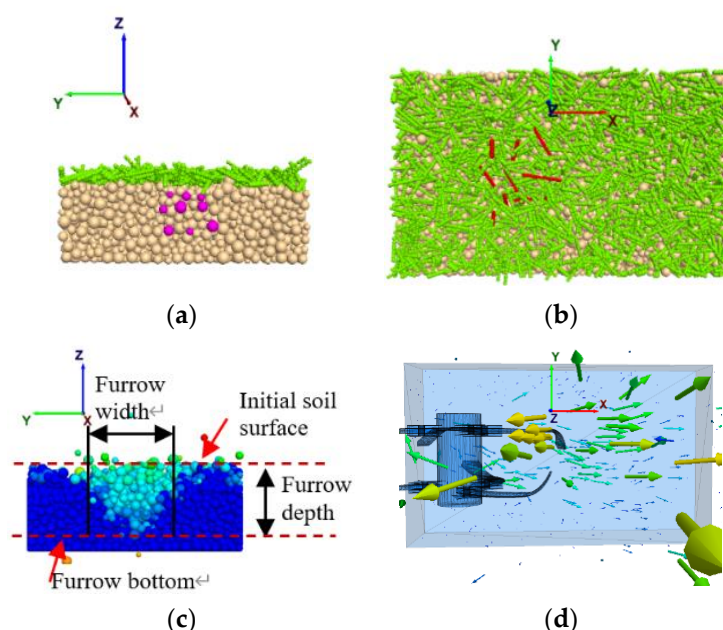 Z
Y
X
(a)
Y
Z
X
(b)
Z
Y
X
Furrow
width↵
Initial soil
surface
Furrow
depth
Furrow bottom↵
(c)
Y
X
Z
(d)